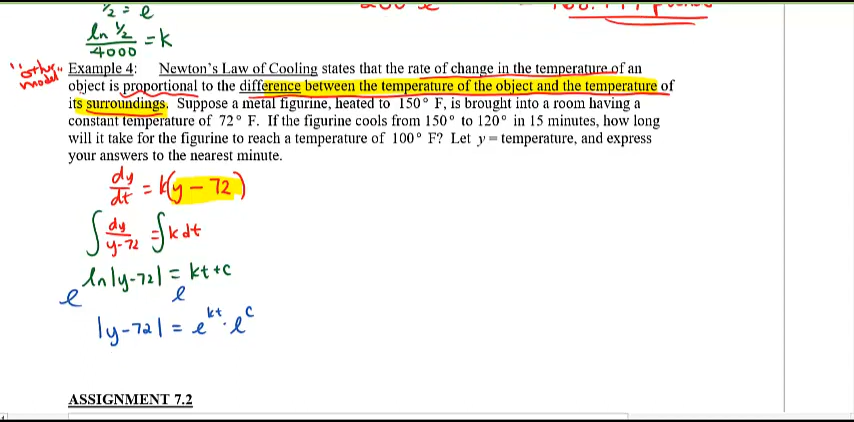 ½ = e
ln ½ / 4000 = k
"other" model
Example 4: Newton's Law of Cooling states that the rate of change in the temperature of an
object is proportional to the difference between the temperature of the object and the temperature of
its surroundings. Suppose a metal figurine, heated to 150° F, is brought into a room having a
constant temperature of 72° F. If the figurine cools from 150° to 120° in 15 minutes, how long
will it take for the figurine to reach a temperature of 100° F? Let y = temperature, and express
your answers to the nearest minute.
dy/dt = k(y - 72)
∫ dy/y-72 = ∫ k dt
e^ln|y-72| = e^kt+c
|y-72| = e^kt · e^c
ASSIGNMENT 7.2